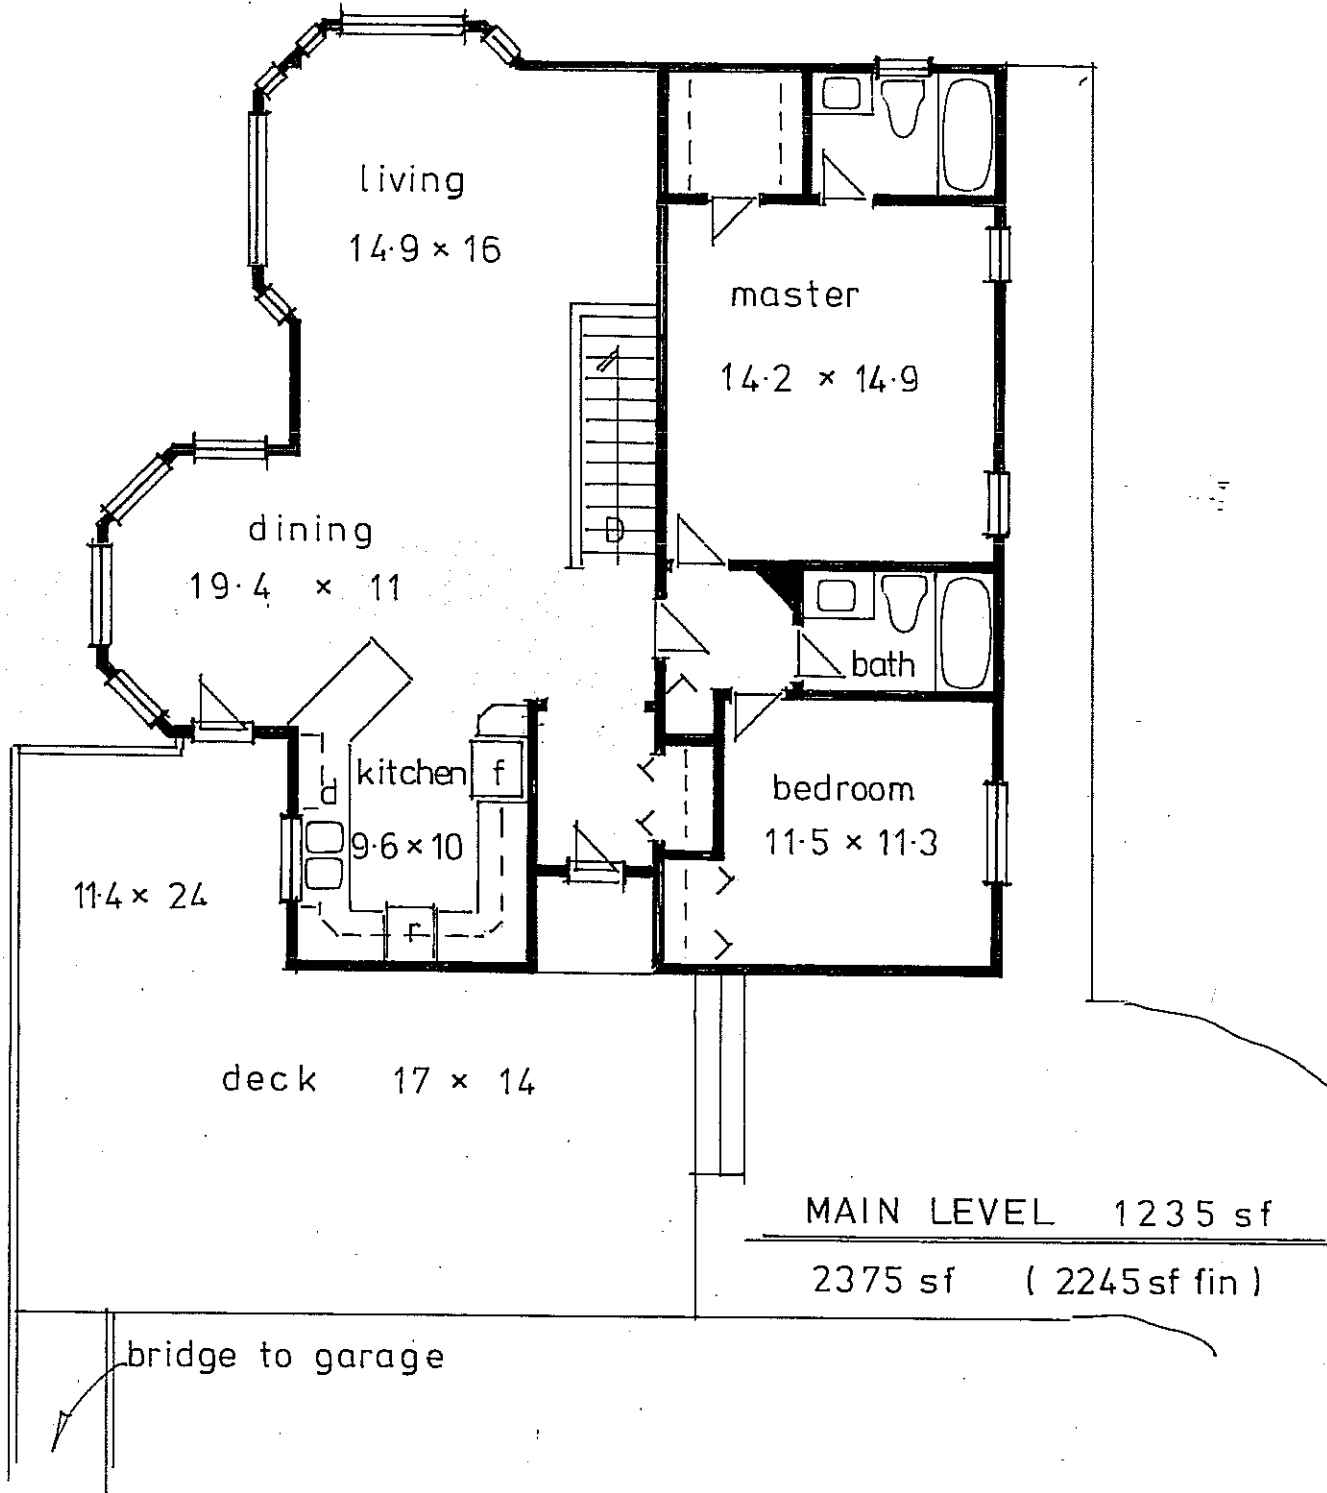 living
14.9 × 16
master
14.2 × 14.9
D
dining
19.4 × 11
bath
kitchen
f
d
9.6 × 10
r
bedroom
11.5 × 11.3
11.4 × 24
deck 17 × 14
MAIN LEVEL 1235 sf
2375 sf ( 2245 sf fin )
bridge to garage